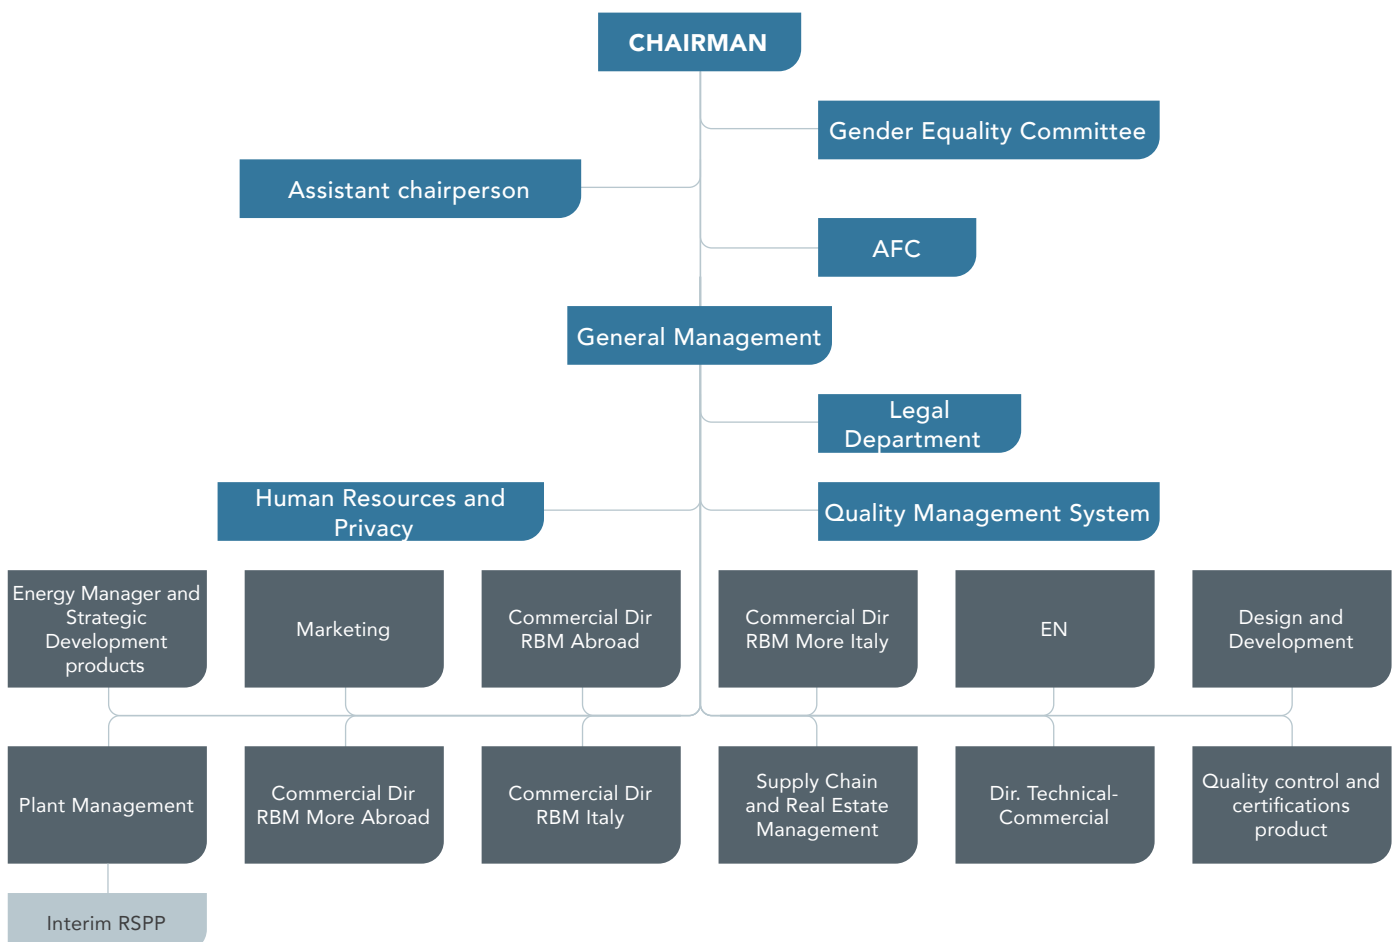 CHAIRMAN
Gender Equality Committee
Assistant chairperson
AFC
General Management
Legal
Department
Human Resources and
Privacy
Quality Management System
Energy Manager and
Strategic
Development
products
Marketing
Commercial Dir
RBM Abroad
Commercial Dir
RBM More Italy
EN
Design and
Development
Plant Management
Commercial Dir
RBM More Abroad
Commercial Dir
RBM Italy
Supply Chain
and Real Estate
Management
Dir. Technical-
Commercial
Quality control and
certifications
product
Interim RSPP